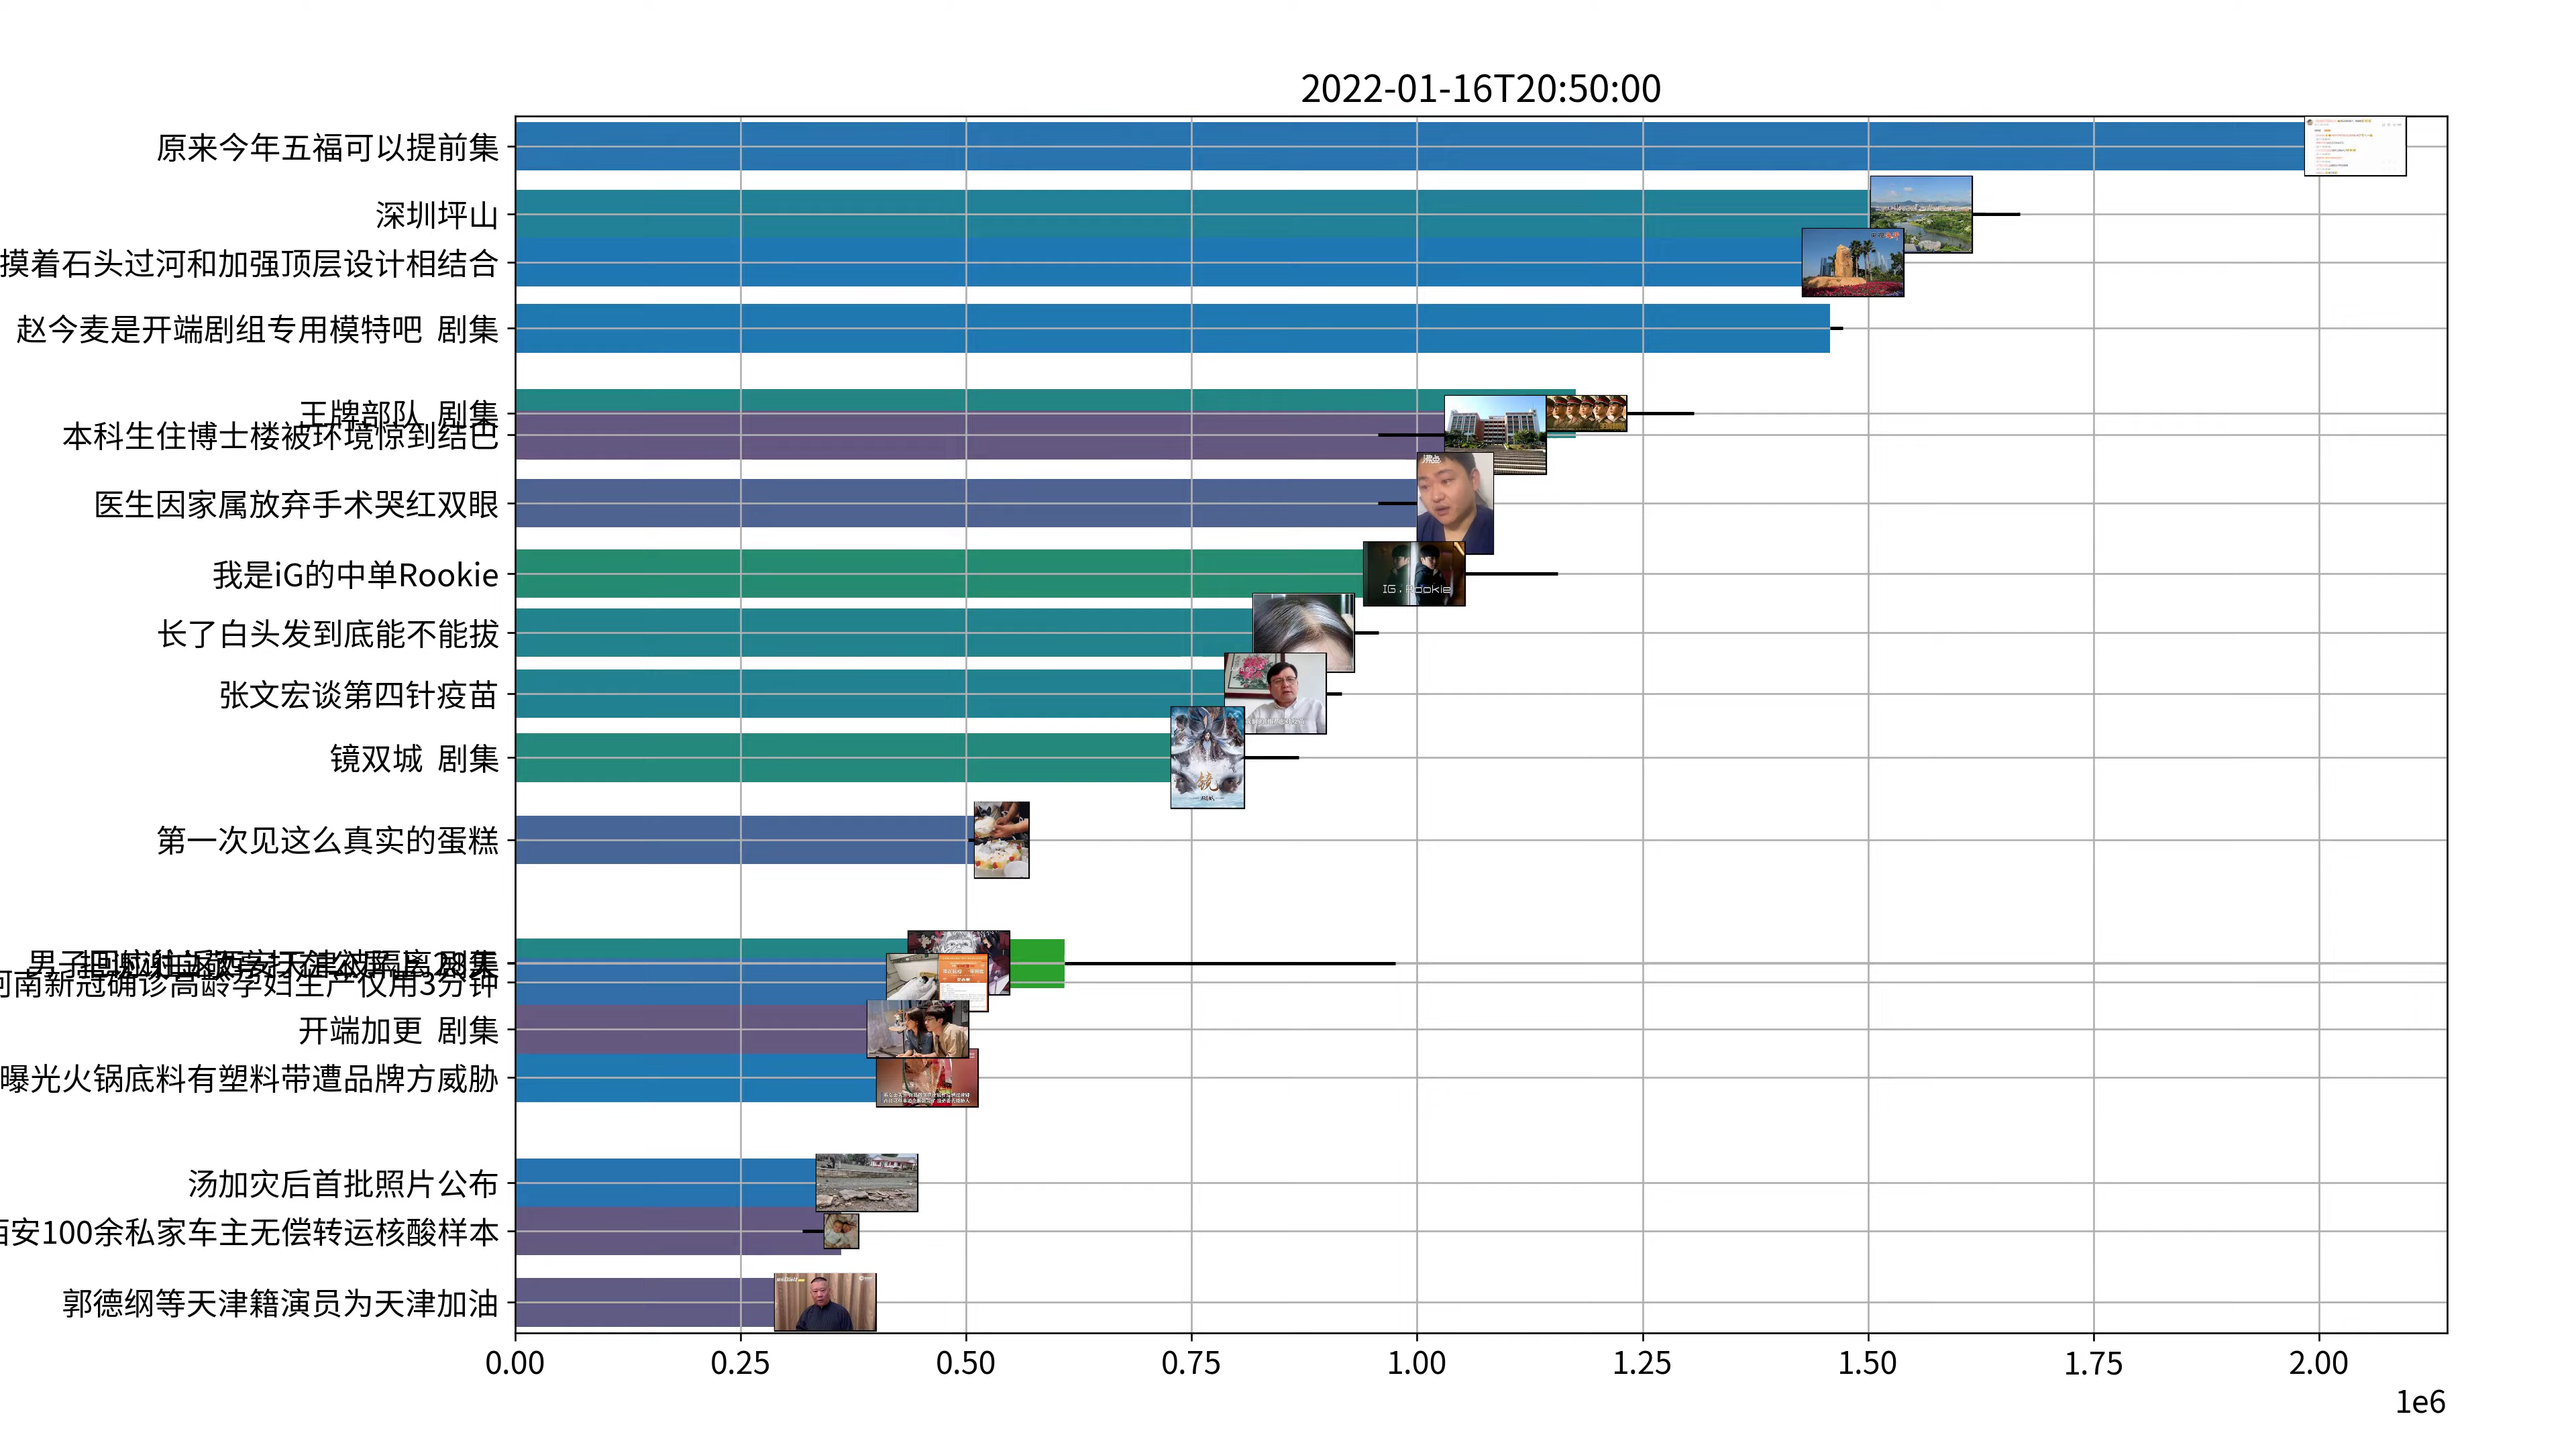 2022-01-16T20:50:00
原来今年五福可以提前集
深圳坪山
摸着石头过河和加强顶层设计相结合
赵今麦是开端剧组专用模特吧 剧集
王牌部队 剧集
本科生住博士楼被环境惊到结巴
医生因家属放弃手术哭红双眼
我是iG的中单Rookie
IG, Rookie
长了白头发到底能不能拔
张文宏谈第四针疫苗
镜双城 剧集
镜
第一次见这么真实的蛋糕
河南新冠确诊高龄孕妇生产仅用3分钟
开端加更 剧集
曝光火锅底料有塑料带遭品牌方威胁
汤加灾后首批照片公布
西安100余私家车主无偿转运核酸样本
郭德纲等天津籍演员为天津加油
0.00 0.25 0.50 0.75 1.00 1.25 1.50 1.75 2.00
1e6